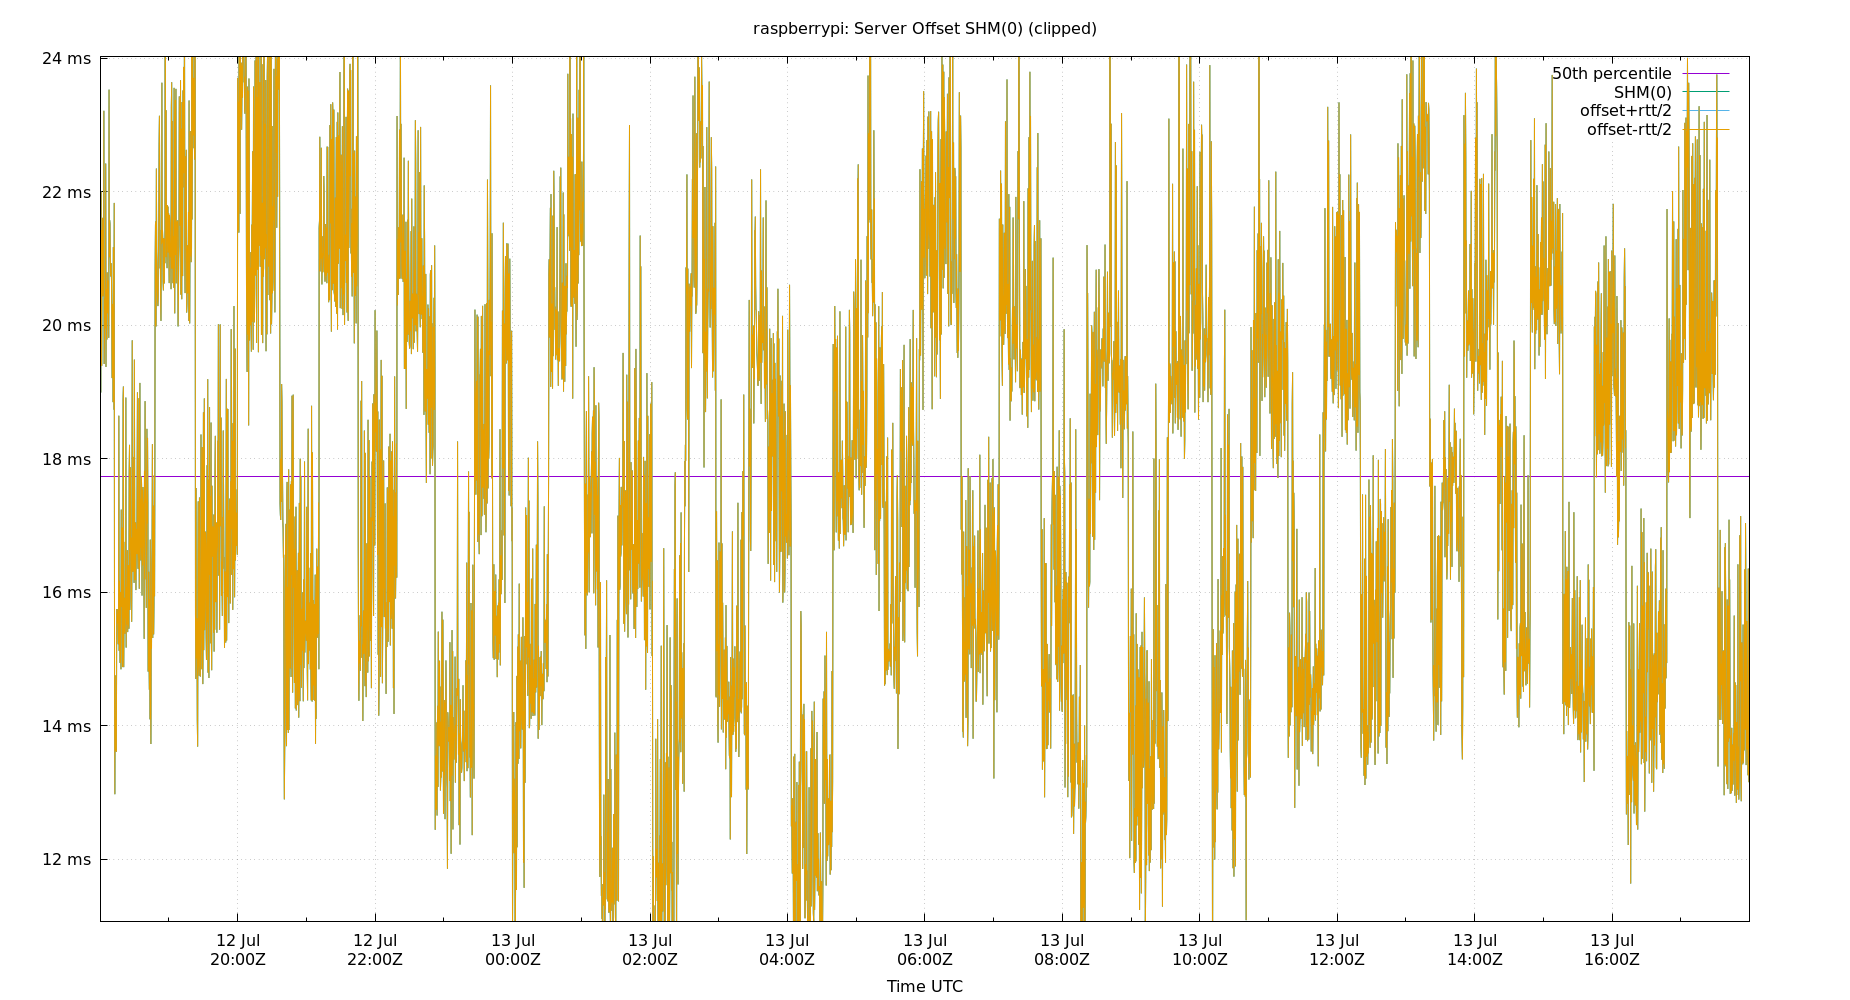 raspberrypi: Server Offset SHM(0) (clipped)
24 ms
22 ms
20 ms
18 ms
16 ms
14 ms
12 ms
50th percentile
SHM(0)
offset+rtt/2
offset-rtt/2
12 Jul 12 Jul 13 Jul 13 Jul 13 Jul 13 Jul 13 Jul 13 Jul 13 Jul 13 Jul 13 Jul
20:00Z 22:00Z 00:00Z 02:00Z 04:00Z 06:00Z 08:00Z 10:00Z 12:00Z 14:00Z 16:00Z
Time UTC